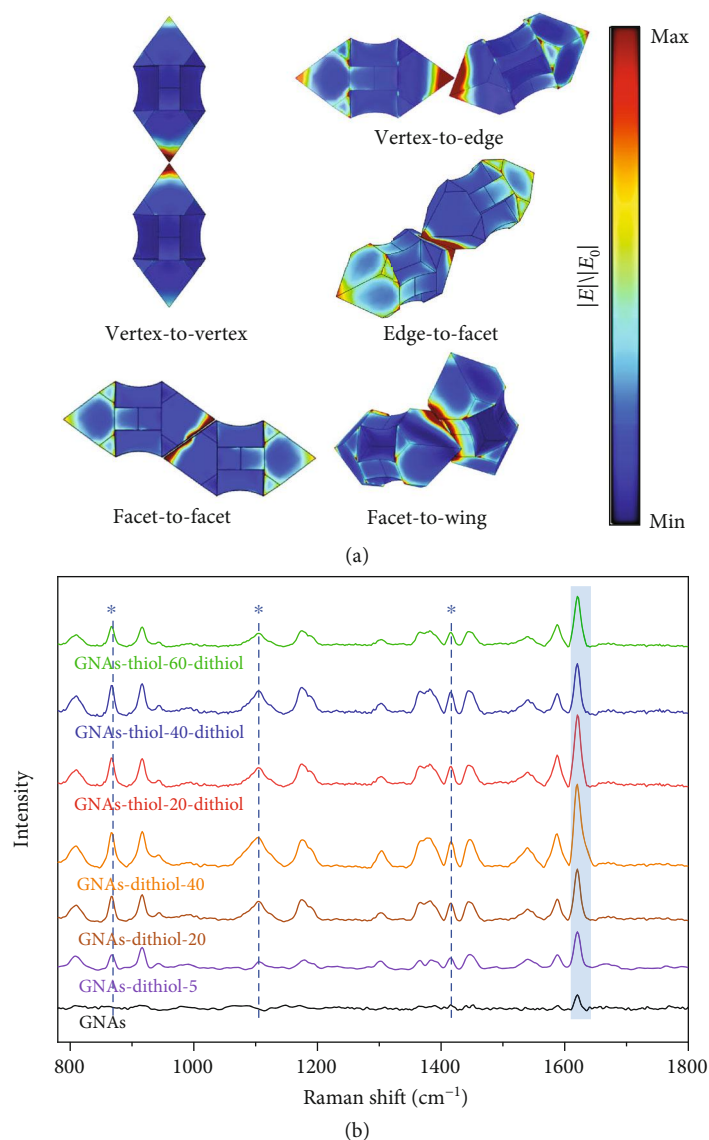 Max
Vertex-to-edge
|E|\|E₀|
Vertex-to-vertex
Edge-to-facet
Facet-to-facet
Facet-to-wing
Min
(a)
*
*
*
GNAs-thiol-60-dithiol
GNAs-thiol-40-dithiol
GNAs-thiol-20-dithiol
GNAs-dithiol-40
GNAs-dithiol-20
GNAs-dithiol-5
GNAs
Intensity
800 1000 1200 1400 1600 1800
Raman shift (cm⁻¹)
(b)